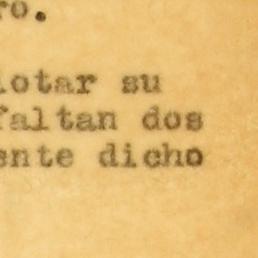 ro.
lotar su
faltan dos
ente dicho